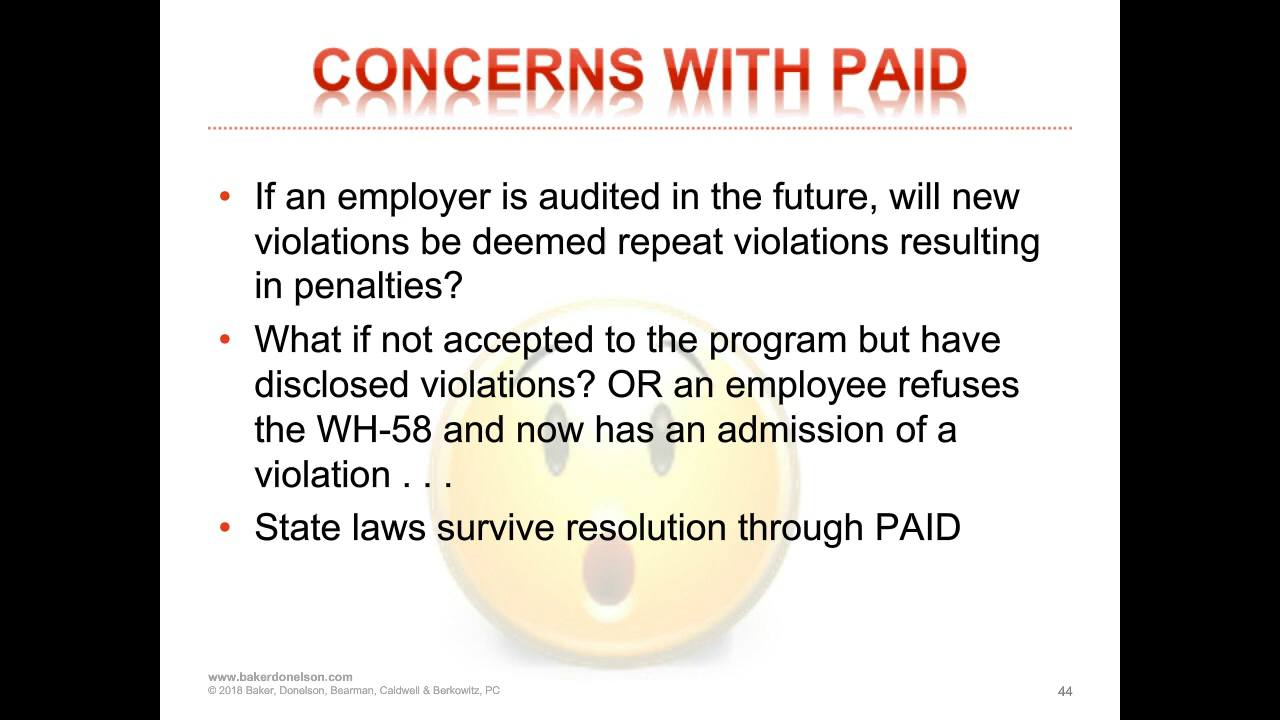 CONCERNS WITH PAID
• If an employer is audited in the future, will new
violations be deemed repeat violations resulting
in penalties?
• What if not accepted to the program but have
disclosed violations? OR an employee refuses
the WH-58 and now has an admission of a
violation . . .
• State laws survive resolution through PAID
www.bakerdonelson.com
© 2018 Baker, Donelson, Bearman, Caldwell & Berkowitz, PC
44